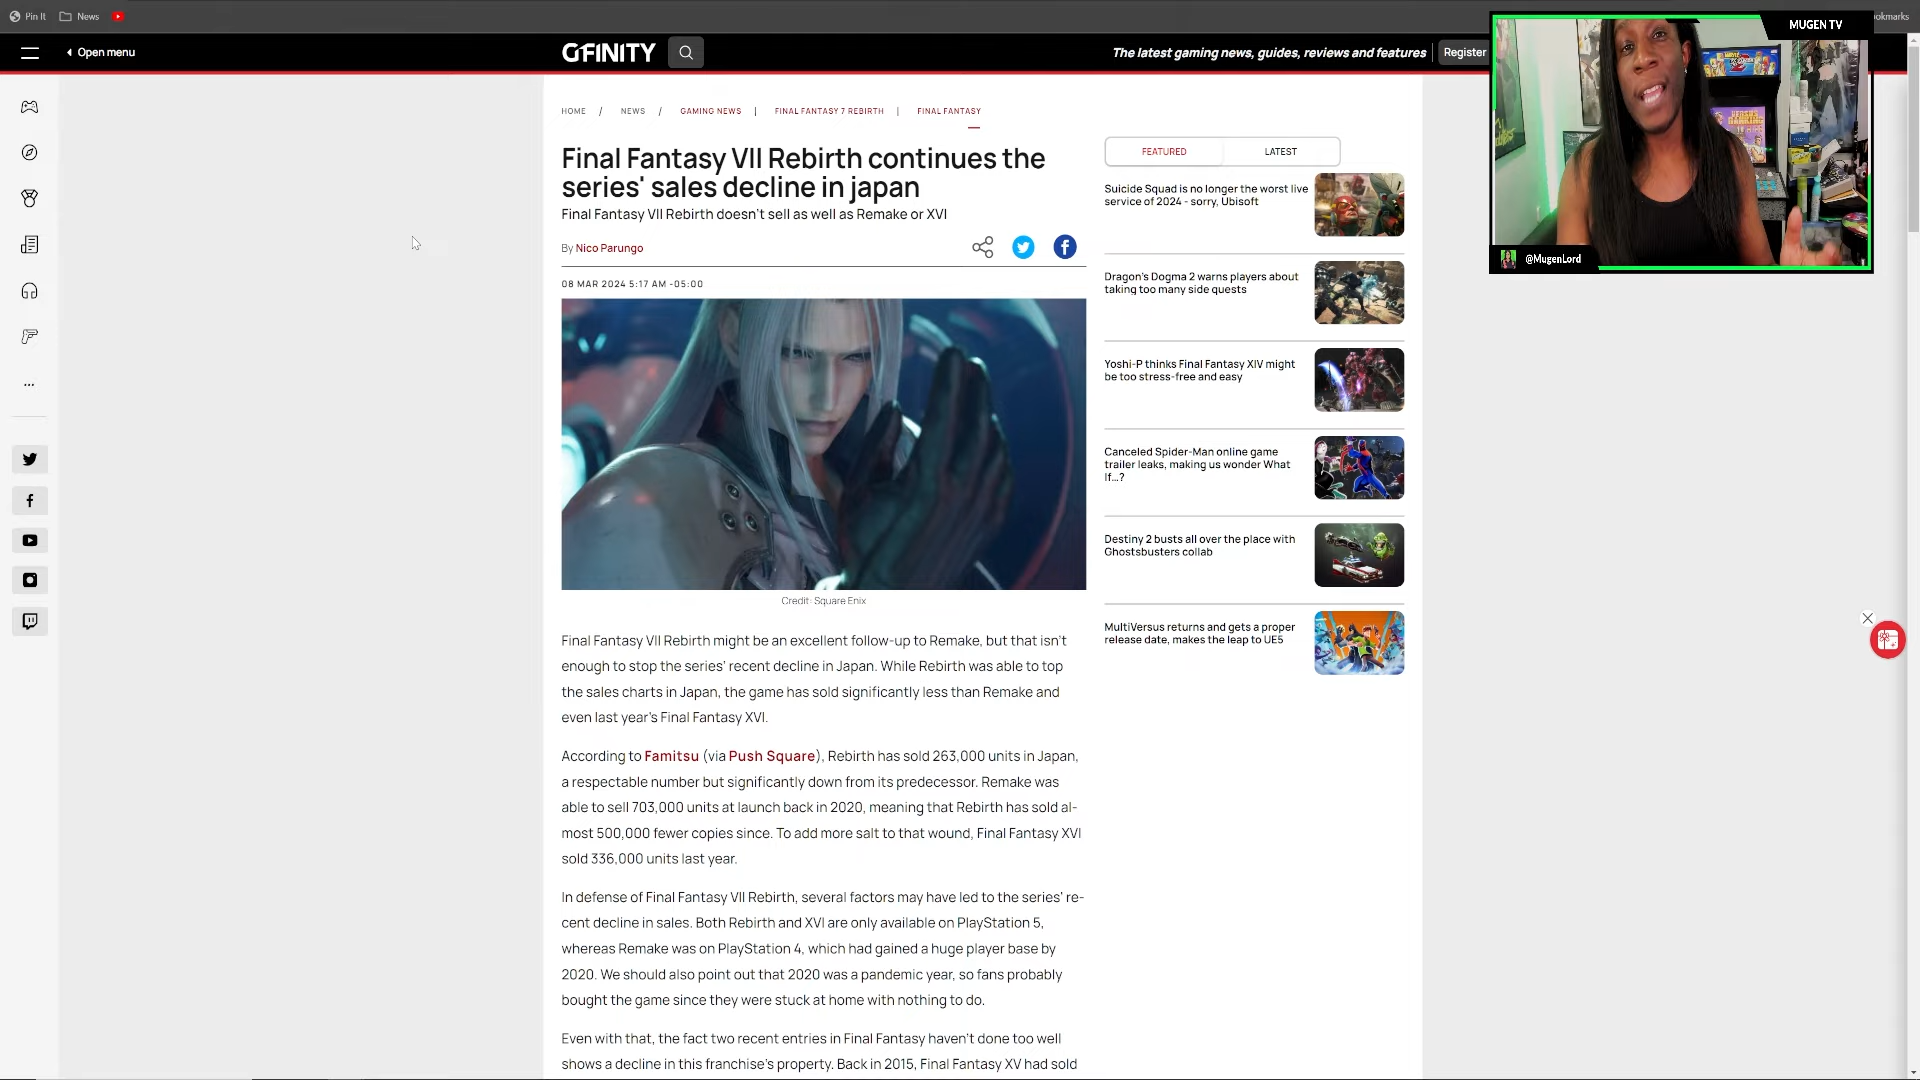 Pin It
News
okmarks
Open menu
GFINITY
The latest gaming news, guides, reviews and features
Register
MUGEN TV
@MugenLord
HOME / NEWS / GAMING NEWS | FINAL FANTASY 7 REBIRTH | FINAL FANTASY
Final Fantasy VII Rebirth continues the
series' sales decline in japan
Final Fantasy VII Rebirth doesn't sell as well as Remake or XVI
By Nico Parungo
08 MAR 2024 5:17 AM -05:00
Credit: Square Enix
Final Fantasy VII Rebirth might be an excellent follow-up to Remake, but that isn't
enough to stop the series' recent decline in Japan. While Rebirth was able to top
the sales charts in Japan, the game has sold significantly less than Remake and
even last year's Final Fantasy XVI.
According to Famitsu (via Push Square), Rebirth has sold 263,000 units in Japan,
a respectable number but significantly down from its predecessor. Remake was
able to sell 703,000 units at launch back in 2020, meaning that Rebirth has sold al-
most 500,000 fewer copies since. To add more salt to that wound, Final Fantasy XVI
sold 336,000 units last year.
In defense of Final Fantasy VII Rebirth, several factors may have led to the series' re-
cent decline in sales. Both Rebirth and XVI are only available on PlayStation 5,
whereas Remake was on PlayStation 4, which had gained a huge player base by
2020. We should also point out that 2020 was a pandemic year, so fans probably
bought the game since they were stuck at home with nothing to do.
Even with that, the fact two recent entries in Final Fantasy haven't done too well
shows a decline in this franchise's property. Back in 2015, Final Fantasy XV had sold
FEATURED
LATEST
Suicide Squad is no longer the worst live
service of 2024 - sorry, Ubisoft
Dragon's Dogma 2 warns players about
taking too many side quests
Yoshi-P thinks Final Fantasy XIV might
be too stress-free and easy
Canceled Spider-Man online game
trailer leaks, making us wonder What
If...?
Destiny 2 busts all over the place with
Ghostsbusters collab
MultiVersus returns and gets a proper
release date, makes the leap to UE5